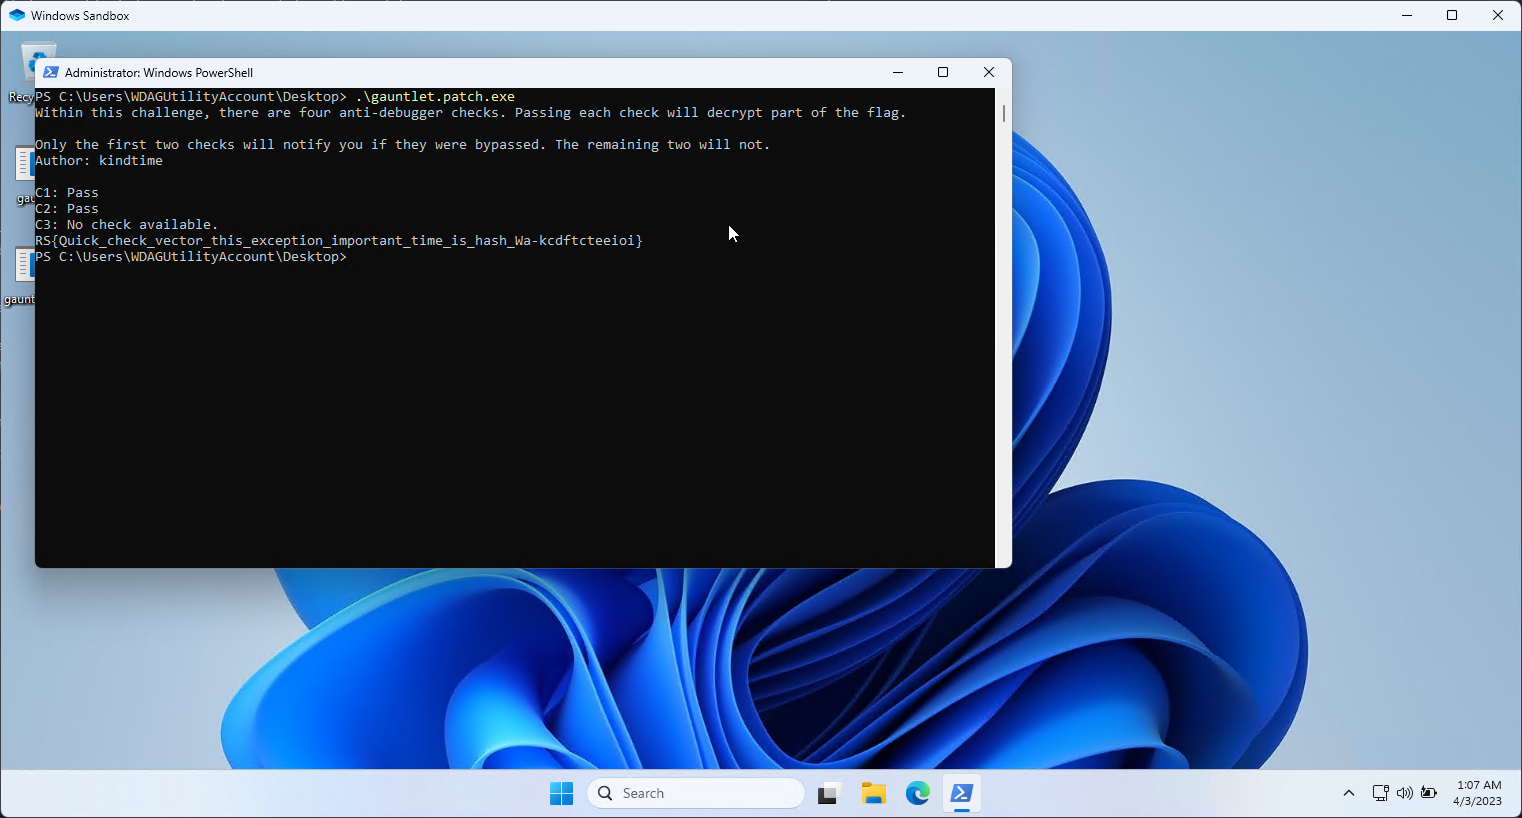 Windows Sandbox
Recy
gau
gaunt
Administrator: Windows PowerShell
PS C:\Users\WDAGUtilityAccount\Desktop> .\gauntlet.patch.exe
Within this challenge, there are four anti-debugger checks. Passing each check will decrypt part of the flag.
Only the first two checks will notify you if they were bypassed. The remaining two will not.
Author: kindtime
C1: Pass
C2: Pass
C3: No check available.
RS{Quick_check_vector_this_exception_important_time_is_hash_Wa-kcdftcteeioi}
PS C:\Users\WDAGUtilityAccount\Desktop>
Search
1:07 AM
4/3/2023